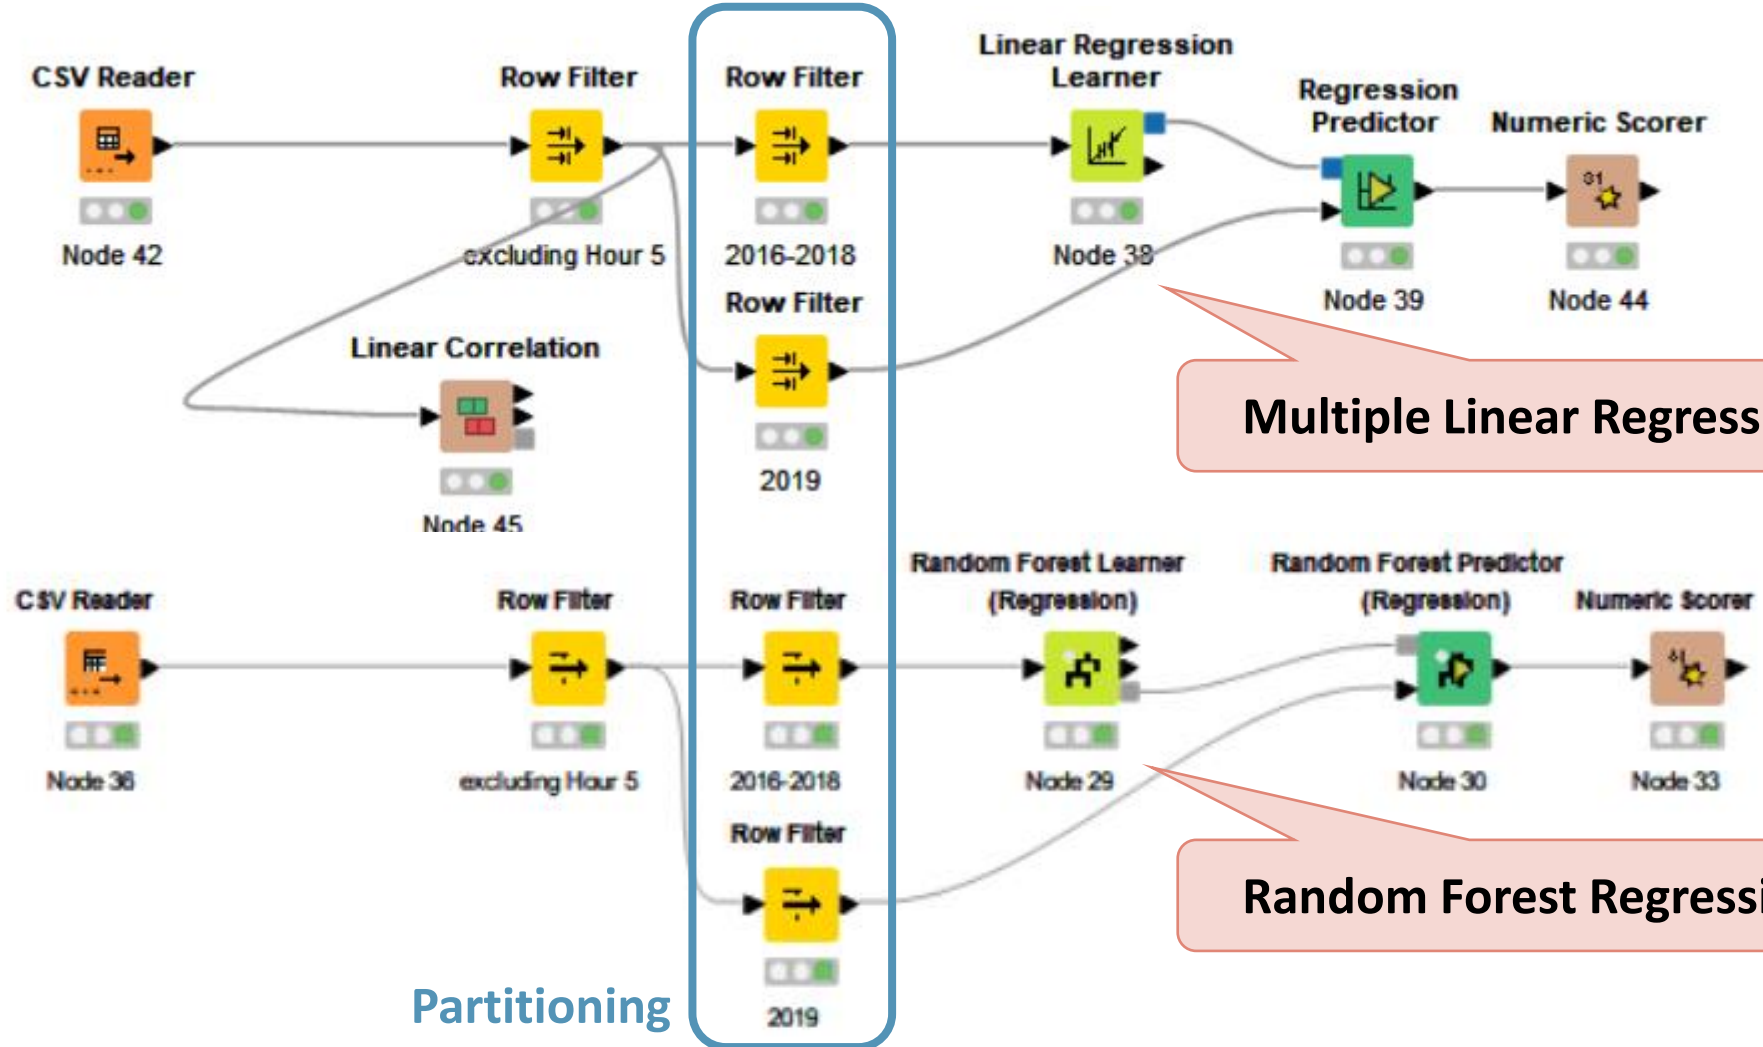 CSV Reader
Node 42
Row Filter
excluding Hour 5
Row Filter
2016-2018
Row Filter
2019
Linear Correlation
Node 45
Linear Regression
Learner
Node 38
Regression
Predictor
Node 39
Numeric Scorer
Node 44
Multiple Linear Regress
CSV Reader
Node 36
Row Filter
excluding Hour 5
Row Filter
2016-2018
Row Filter
2019
Random Forest Learner
(Regression)
Node 29
Random Forest Predictor
(Regression)
Node 30
Numeric Scorer
Node 33
Random Forest Regressi
Partitioning